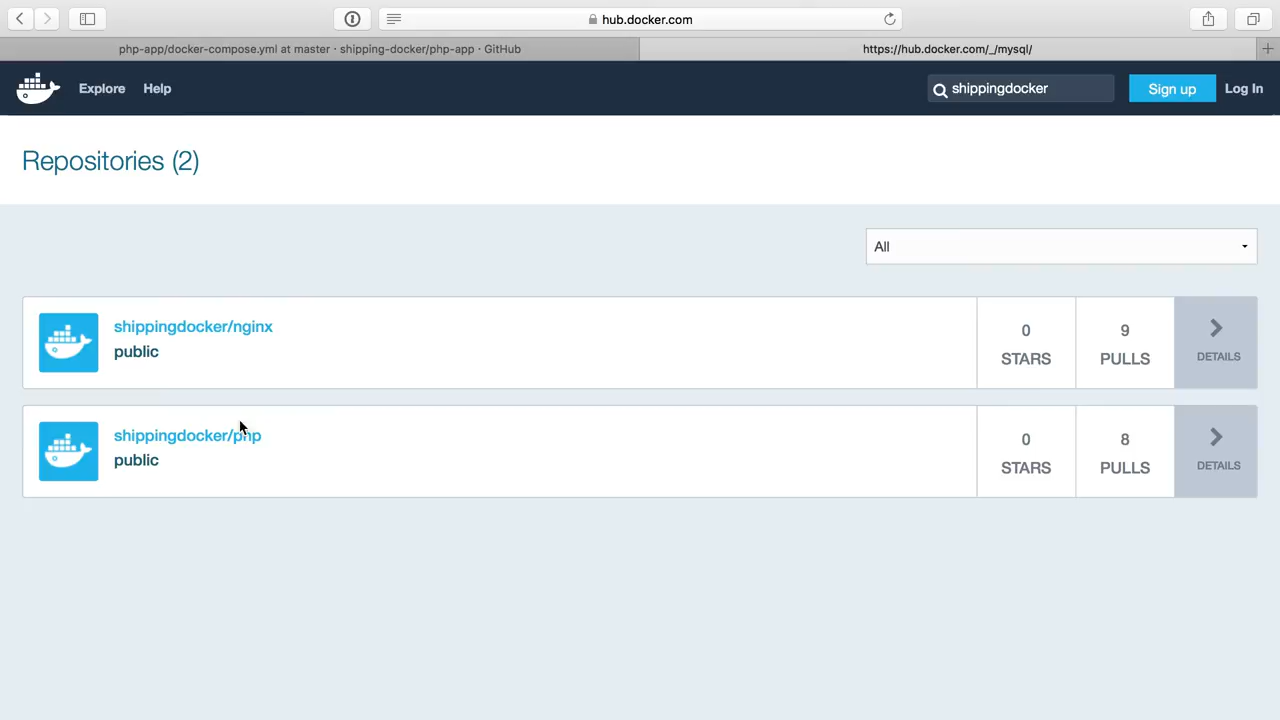 hub.docker.com
php-app/docker-compose.yml at master · shipping-docker/php-app · GitHub
https://hub.docker.com/_/mysql/
Explore
Help
shippingdocker
Sign up
Log In
Repositories (2)
All
shippingdocker/nginx
public
0
STARS
9
PULLS
DETAILS
shippingdocker/php
public
0
STARS
8
PULLS
DETAILS